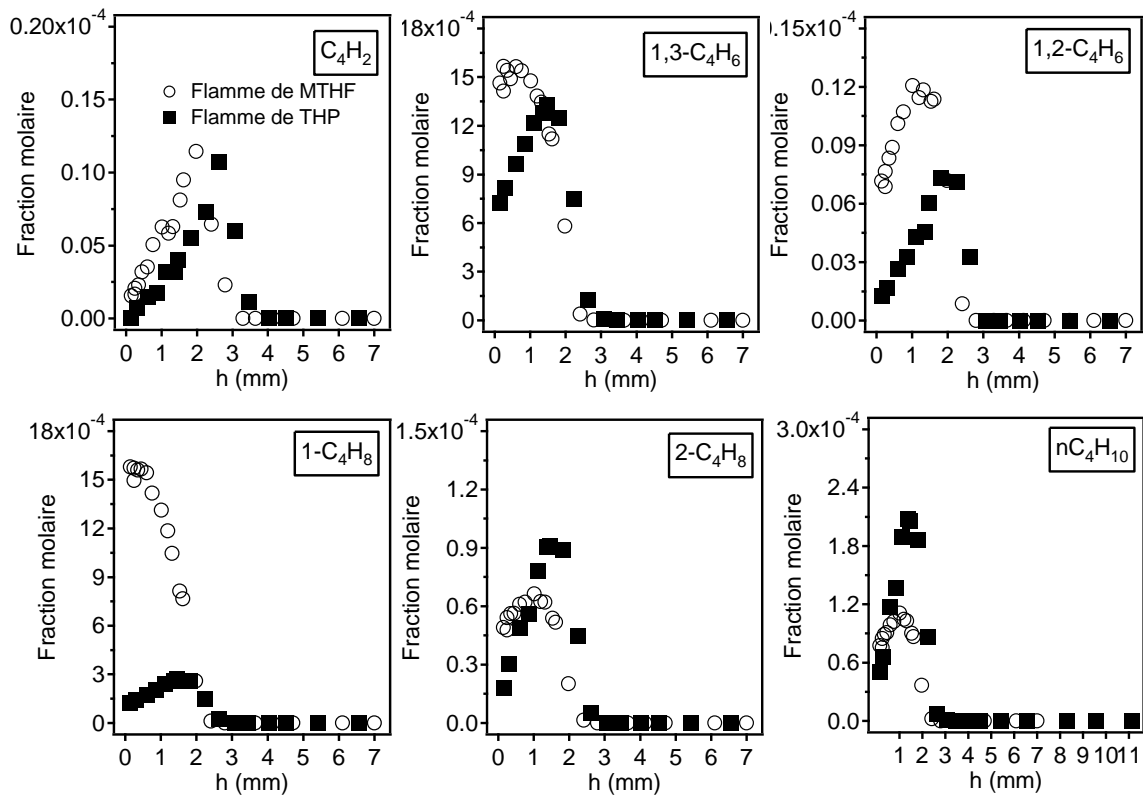 0.20x10⁻⁴
0.15
0.10
0.05
0.00
Fraction molaire
C₄H₂
Flamme de MTHF
Flamme de THP
0 1 2 3 4 5 6 7
h (mm)
18x10⁻⁴
15
12
9
6
3
0
Fraction molaire
1,3-C₄H₆
0 1 2 3 4 5 6 7
h (mm)
0.15x10⁻⁴
0.12
0.09
0.06
0.03
0.00
Fraction molaire
1,2-C₄H₆
0 1 2 3 4 5 6 7
h (mm)
18x10⁻⁴
15
12
9
6
3
0
Fraction molaire
1-C₄H₈
0 1 2 3 4 5 6 7
h (mm)
1.5x10⁻⁴
1.2
0.9
0.6
0.3
0.0
Fraction molaire
2-C₄H₈
0 1 2 3 4 5 6 7
h (mm)
3.0x10⁻⁴
2.4
1.8
1.2
0.6
0.0
Fraction molaire
nC₄H₁₀
1 2 3 4 5 6 7 8 9 10 11
h (mm)